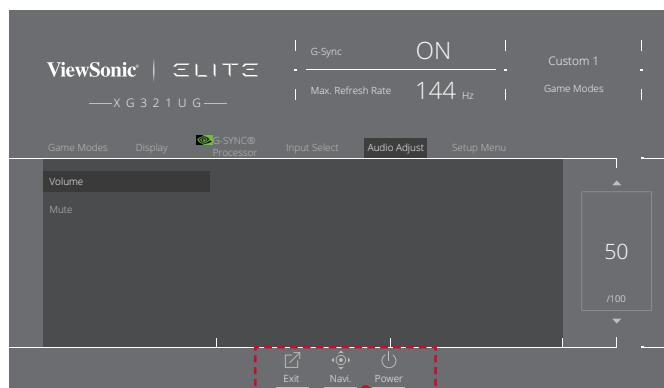 ViewSonic® | ELITE
XG321UG
G-Sync ON
Max. Refresh Rate 144 Hz
Custom 1
Game Modes
Game Modes Display G-SYNC® Processor Input Select Audio Adjust Setup Menu
Volume
Mute
50
/100
Exit Navi. Power